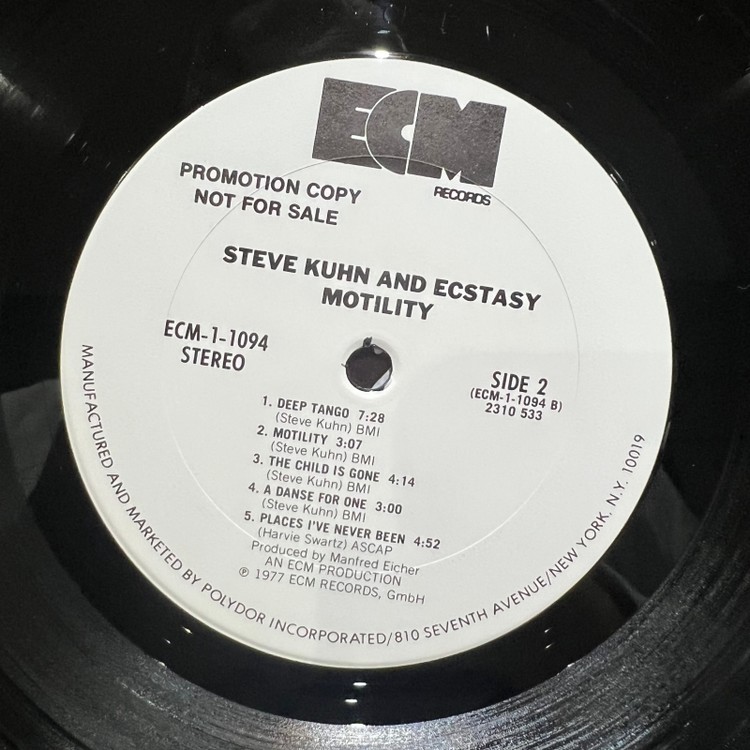 ECM
RECORDS
PROMOTION COPY
NOT FOR SALE
STEVE KUHN AND ECSTASY
MOTILITY
ECM-1-1094
STEREO
SIDE 2
(ECM-1-1094 B)
2310 533
1. DEEP TANGO 7:28
(Steve Kuhn) BMI
2. MOTILITY 3:07
(Steve Kuhn) BMI
3. THE CHILD IS GONE 4:14
(Steve Kuhn) BMI
4. A DANSE FOR ONE 3:00
(Steve Kuhn) BMI
5. PLACES I'VE NEVER BEEN 4:52
(Harvie Swartz) ASCAP
Produced by Manfred Eicher
AN ECM PRODUCTION
℗ 1977 ECM RECORDS, GmbH
MANUFACTURED AND MARKETED BY POLYDOR INCORPORATED/810 SEVENTH AVENUE/NEW YORK, N.Y. 10019